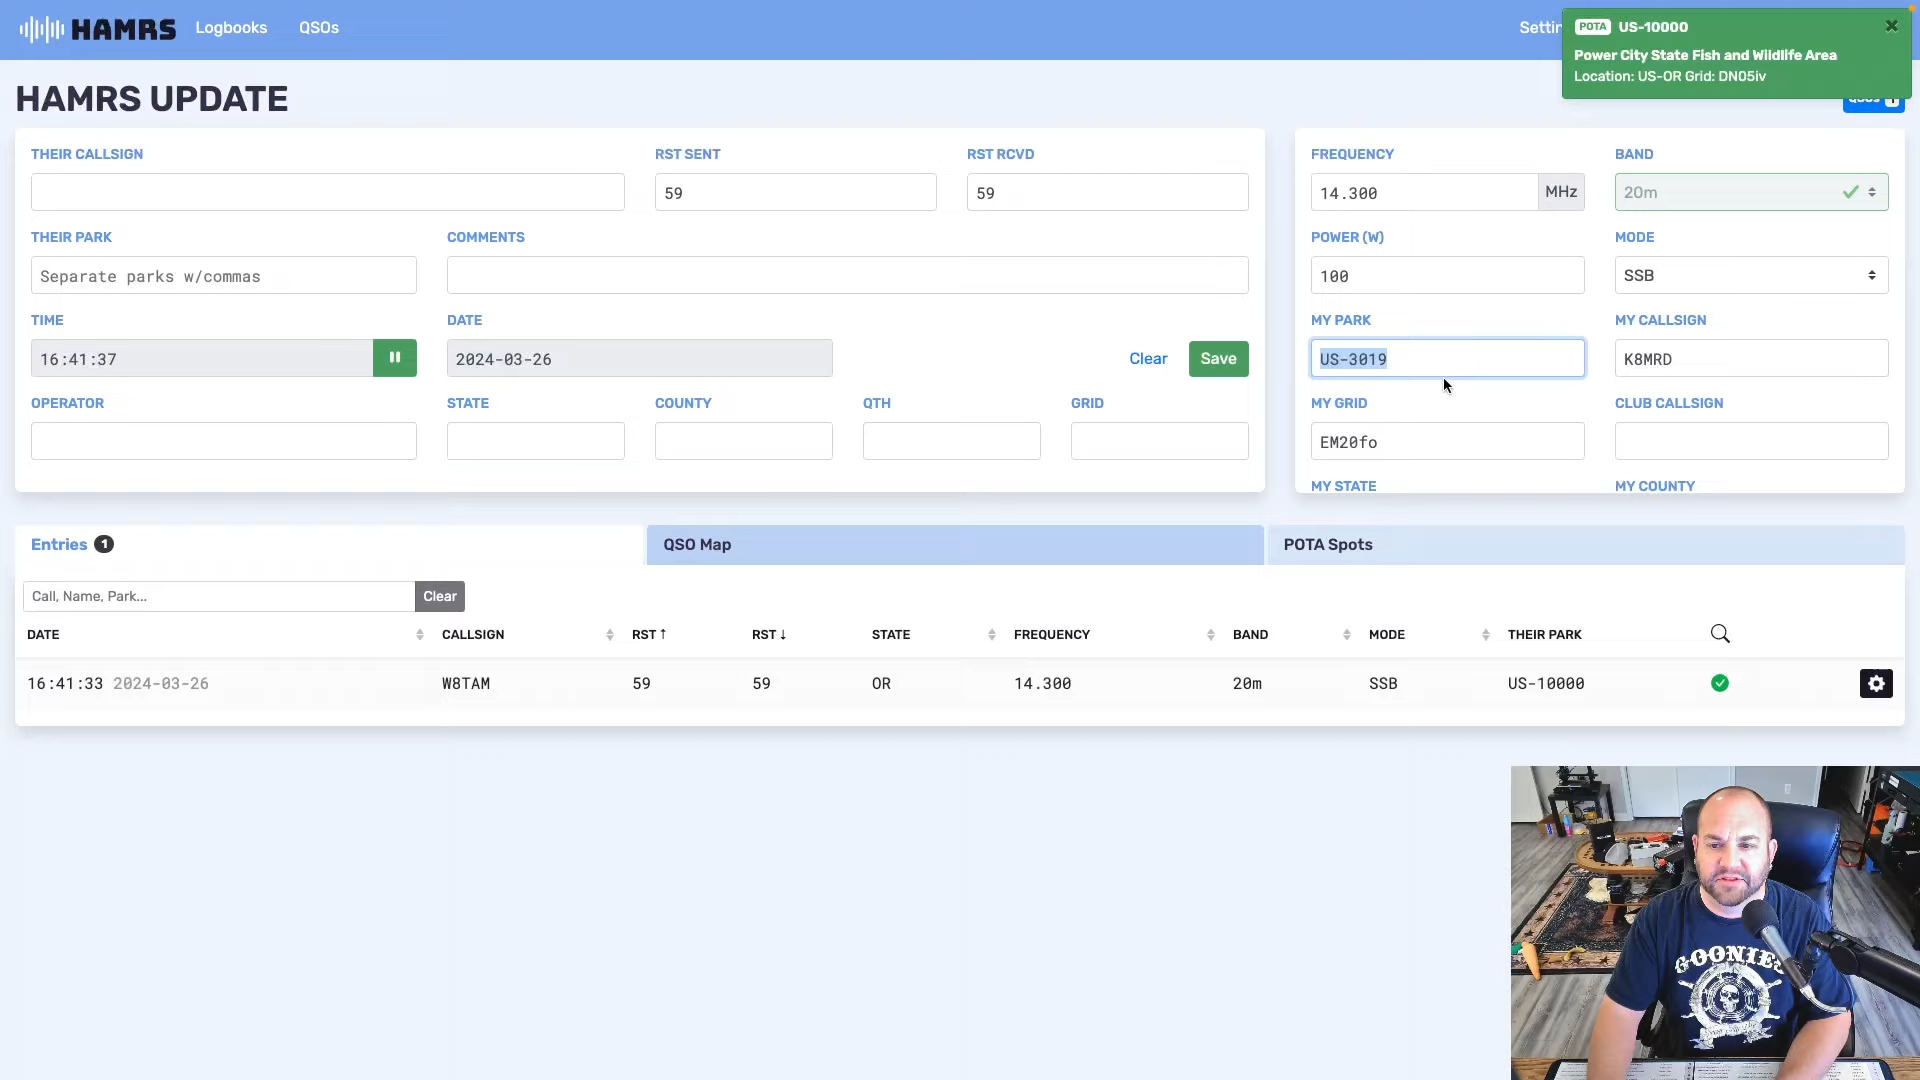 HAMRS Logbooks QSOs
POTA US-10000
Power City State Fish and Wildlife Area
Location: US-OR Grid: DN05iv
HAMRS UPDATE
THEIR CALLSIGN RST SENT RST RCVD
59 59
THEIR PARK COMMENTS
Separate parks w/commas
TIME DATE
16:41:37 2024-03-26 Clear Save
OPERATOR STATE COUNTY QTH GRID
FREQUENCY BAND
14.300 MHz 20m
POWER (W) MODE
100 SSB
MY PARK MY CALLSIGN
US-3019 K8MRD
MY GRID CLUB CALLSIGN
EM20fo
MY STATE MY COUNTY
Entries 1 QSO Map POTA Spots
Call, Name, Park... Clear
DATE CALLSIGN RST↑ RST↓ STATE FREQUENCY BAND MODE THEIR PARK
16:41:33 2024-03-26 W8TAM 59 59 OR 14.300 20m SSB US-10000
GOONIES